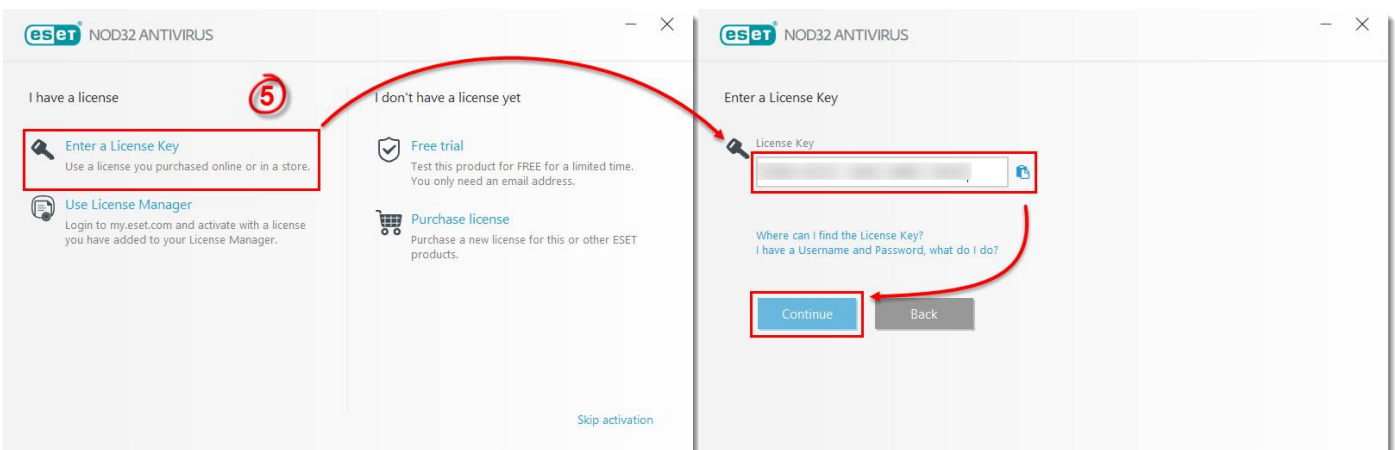 eset NOD32 ANTIVIRUS
I have a license
5
Enter a License Key
Use a license you purchased online or in a store.
Use License Manager
Login to my.eset.com and activate with a license
you have added to your License Manager.
I don't have a license yet
Free trial
Test this product for FREE for a limited time.
You only need an email address.
Purchase license
Purchase a new license for this or other ESET
products.
Skip activation
eset NOD32 ANTIVIRUS
Enter a License Key
License Key
Where can I find the License Key?
I have a Username and Password, what do I do?
Continue
Back